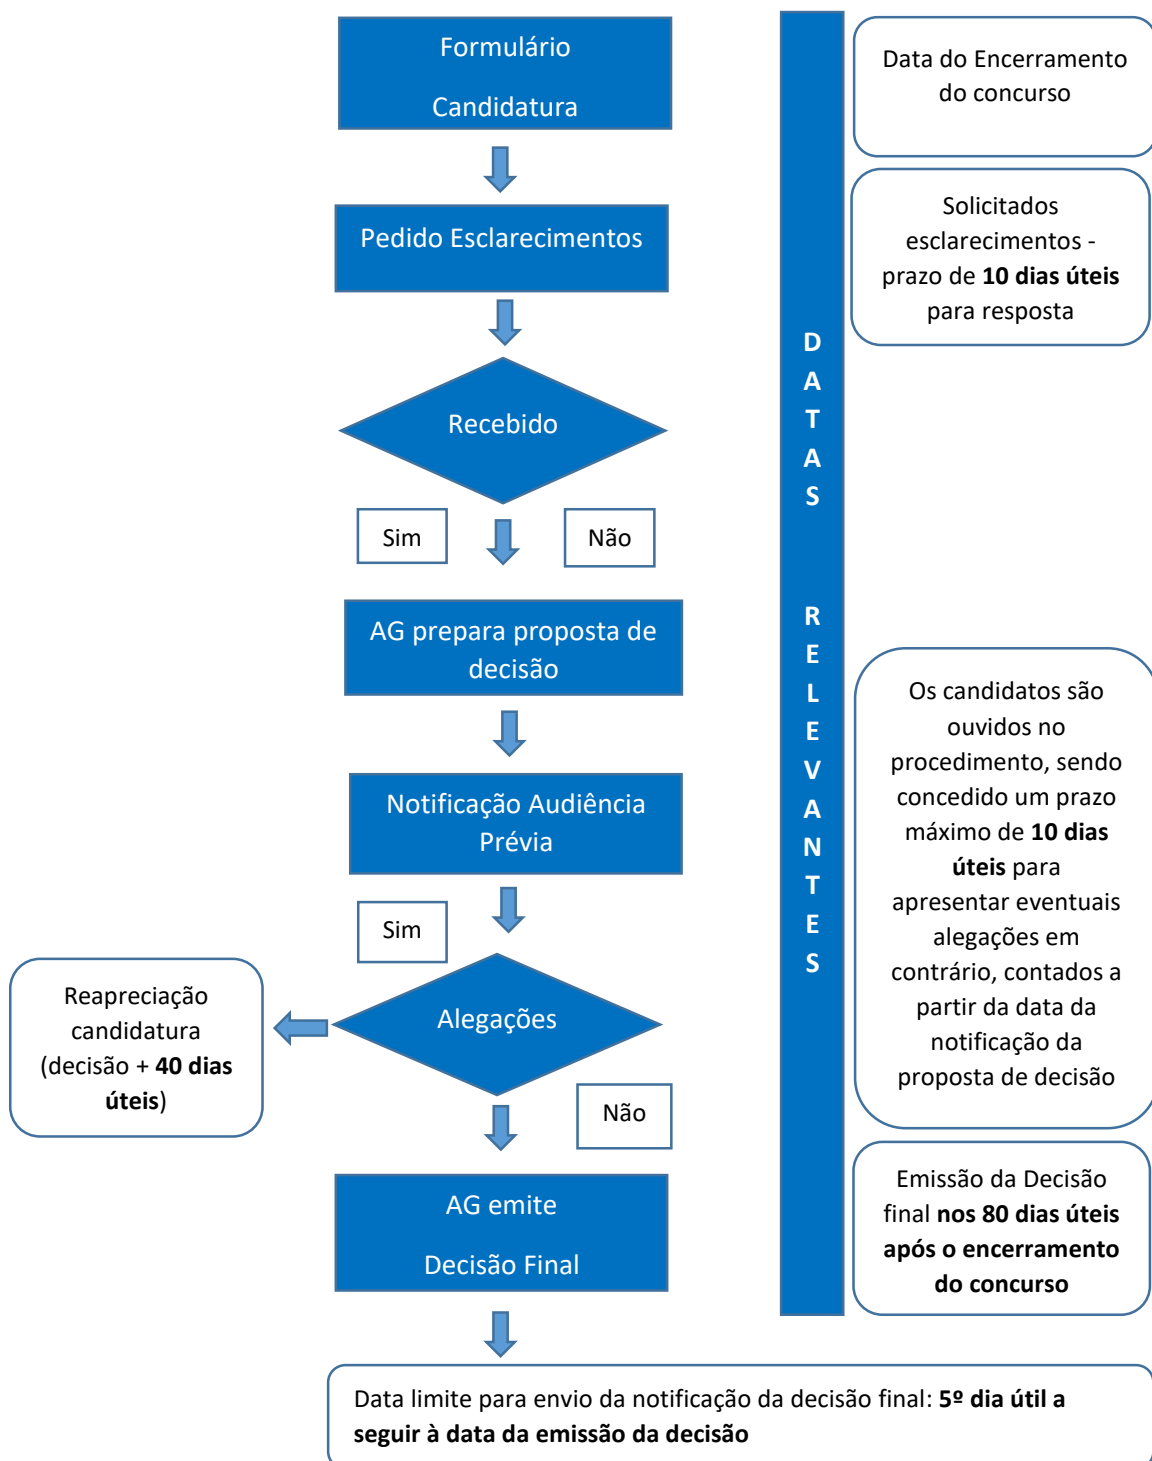 Formulário
Candidatura
Data do Encerramento
do concurso
Pedido Esclarecimentos
Solicitados
esclarecimentos -
prazo de 10 dias úteis
para resposta
Recebido
Sim
Não
AG prepara proposta de
decisão
Notificação Audiência
Prévia
Sim
Alegações
Reapreciação
candidatura
(decisão + 40 dias
úteis)
Não
AG emite
Decisão Final
DATAS RELEVANTES
Os candidatos são
ouvidos no
procedimento, sendo
concedido um prazo
máximo de 10 dias
úteis para
apresentar eventuais
alegações em
contrário, contados a
partir da data da
notificação da
proposta de decisão
Emissão da Decisão
final nos 80 dias úteis
após o encerramento
do concurso
Data limite para envio da notificação da decisão final: 5º dia útil a
seguir à data da emissão da decisão